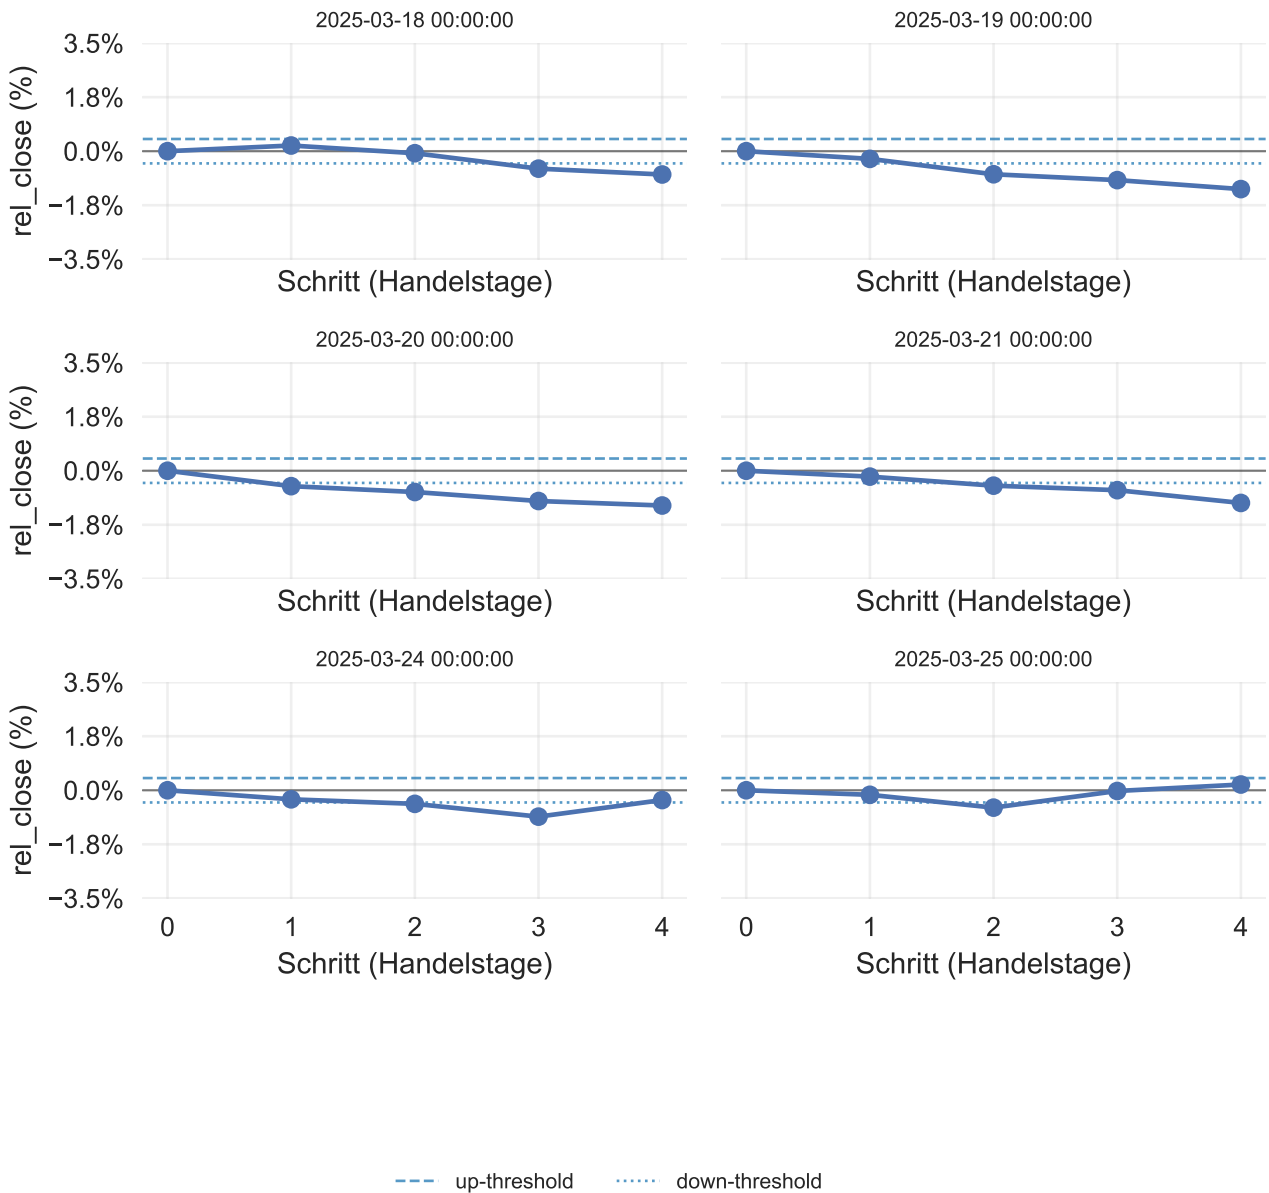 2025-03-18 00:00:00
2025-03-19 00:00:00
3.5%
1.8%
0.0%
−1.8%
−3.5%
rel_close (%)
Schritt (Handelstage)
Schritt (Handelstage)
2025-03-20 00:00:00
2025-03-21 00:00:00
3.5%
1.8%
0.0%
−1.8%
−3.5%
rel_close (%)
Schritt (Handelstage)
Schritt (Handelstage)
2025-03-24 00:00:00
2025-03-25 00:00:00
3.5%
1.8%
0.0%
−1.8%
−3.5%
rel_close (%)
0 1 2 3 4
0 1 2 3 4
Schritt (Handelstage)
Schritt (Handelstage)
up-threshold
down-threshold